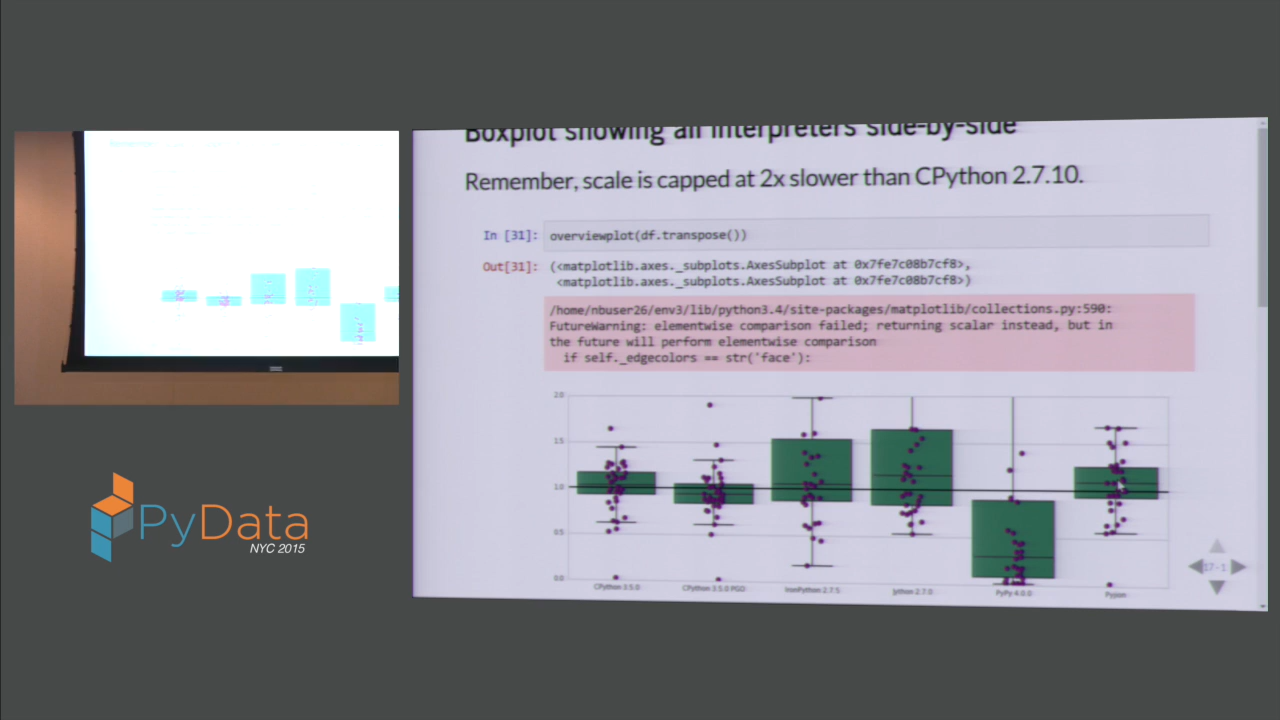 Boxplot showing all interpreters side-by-side
Remember, scale is capped at 2x slower than CPython 2.7.10.
In [31]: overviewplot(df.transpose())
Out[31]: (<matplotlib.axes._subplots.AxesSubplot at 0x7fe7c08b7cf8>,
<matplotlib.axes._subplots.AxesSubplot at 0x7fe7c08b7cf8>)
/home/nbuser26/env3/lib/python3.4/site-packages/matplotlib/collections.py:590:
FutureWarning: elementwise comparison failed; returning scalar instead, but in
the future will perform elementwise comparison
if self._edgecolors == str('face'):
2.0
1.5
1.0
0.5
0.0
CPython 3.5.0 CPython 3.5.0 PGO IronPython 2.7.5 Jython 2.7.0 PyPy 4.0.0 Pyjion
17-1
PyData
NYC 2015